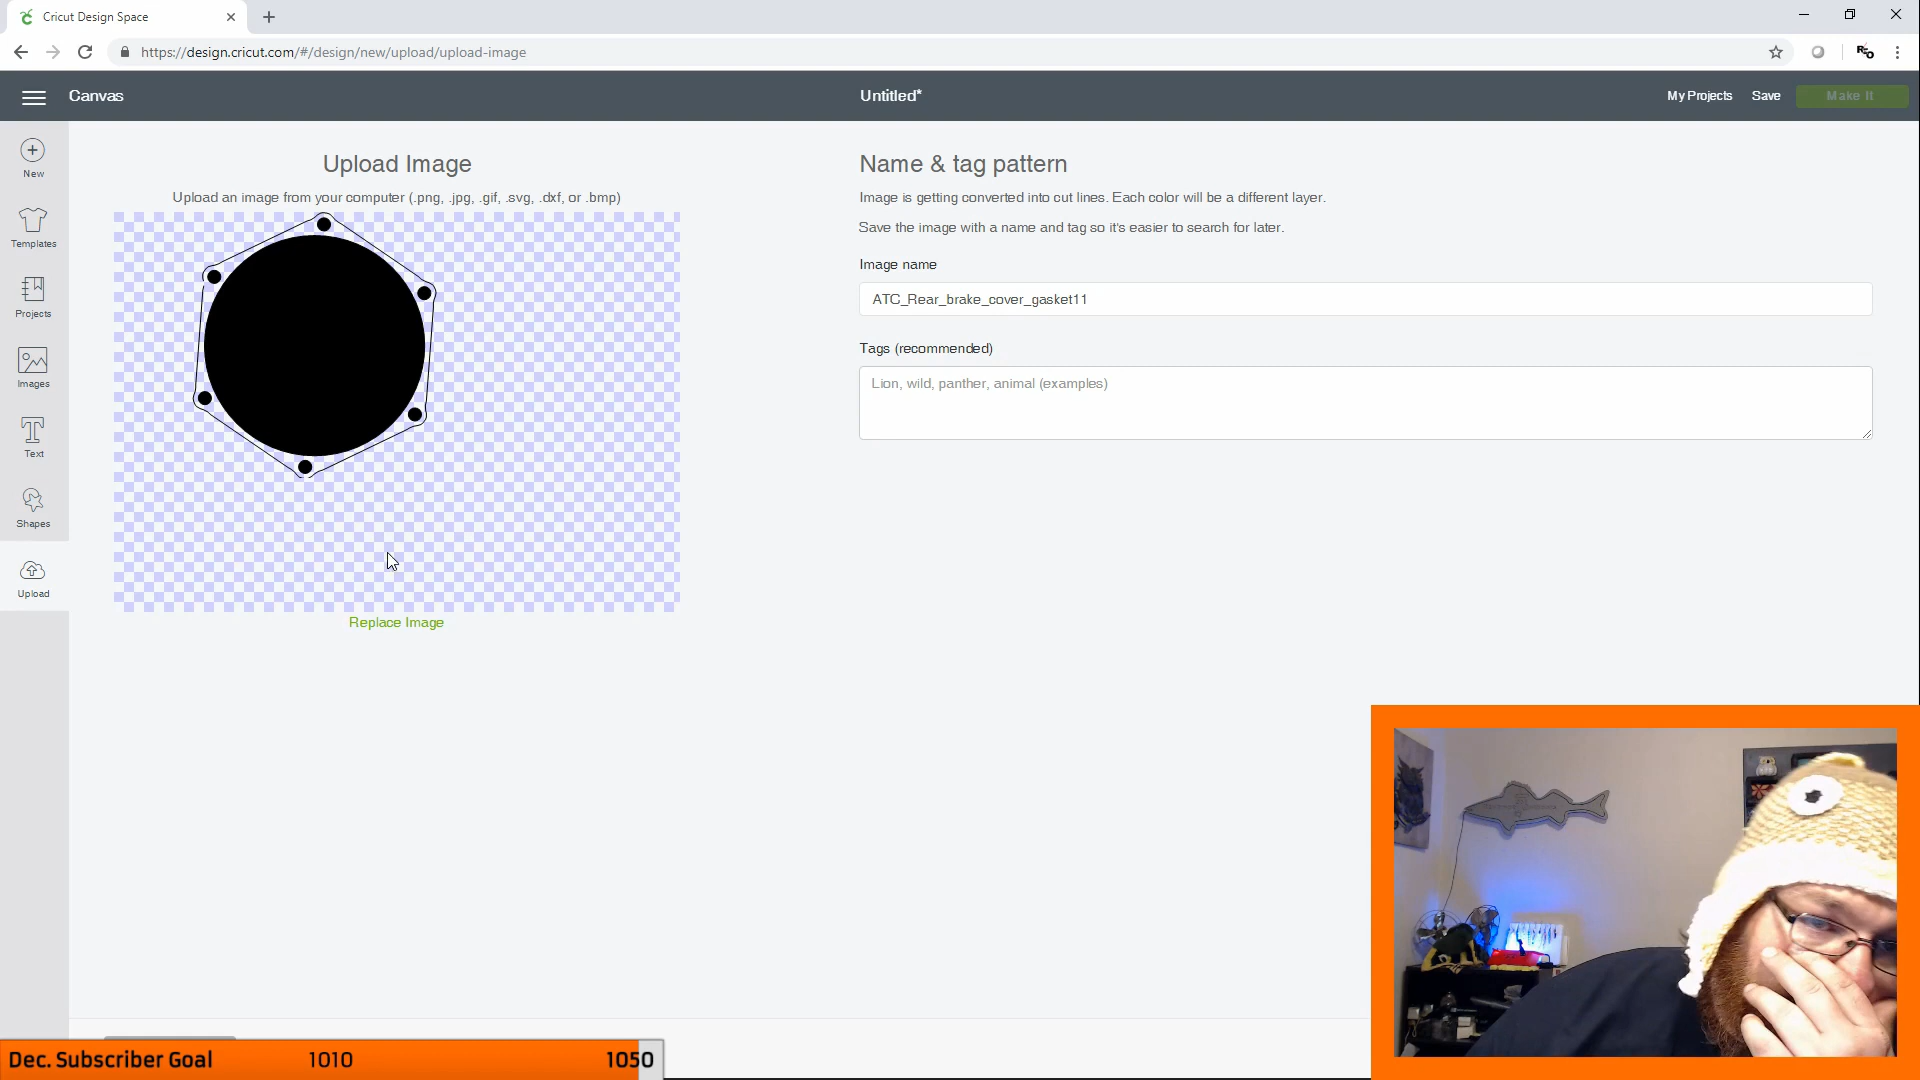 Cricut Design Space
https://design.cricut.com/#/design/new/upload/upload-image
Canvas
Untitled*
My Projects
Save
Make It
New
Templates
Projects
Images
Text
Shapes
Upload
Upload Image
Upload an image from your computer (.png, .jpg, .gif, .svg, .dxf, or .bmp)
Replace Image
Name & tag pattern
Image is getting converted into cut lines. Each color will be a different layer.
Save the image with a name and tag so it's easier to search for later.
Image name
ATC_Rear_brake_cover_gasket11
Tags (recommended)
Lion, wild, panther, animal (examples)
Dec. Subscriber Goal 1010 1050